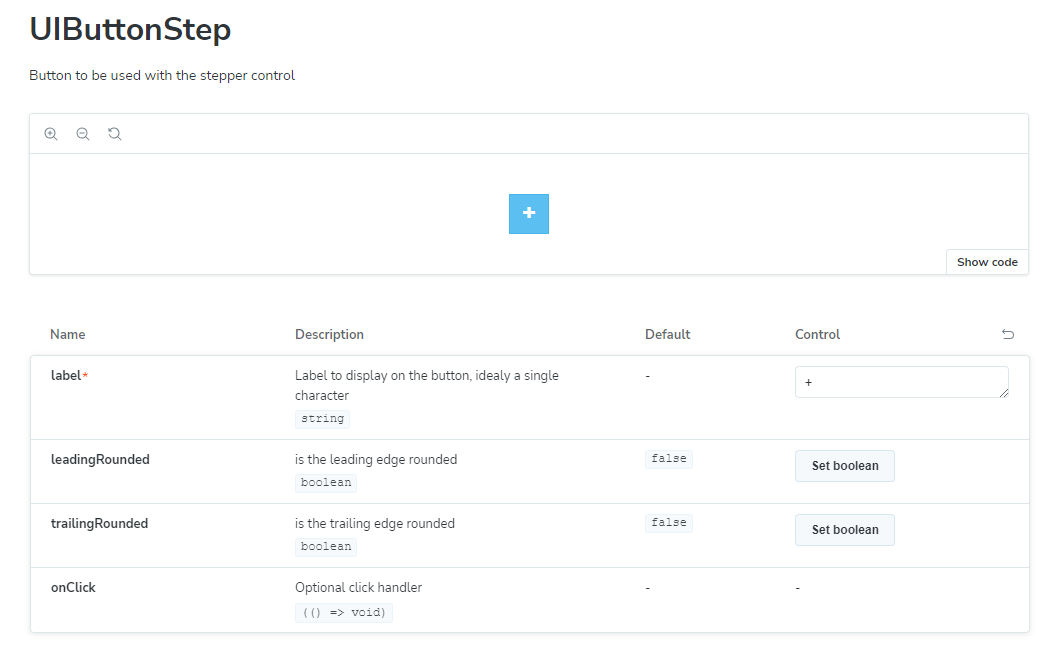 UIButtonStep
Button to be used with the stepper control
+
Show code
Name Description Default Control
label* Label to display on the button, idealy a single - +
character
string
leadingRounded is the leading edge rounded false Set boolean
boolean
trailingRounded is the trailing edge rounded false Set boolean
boolean
onClick Optional click handler - -
(() => void)